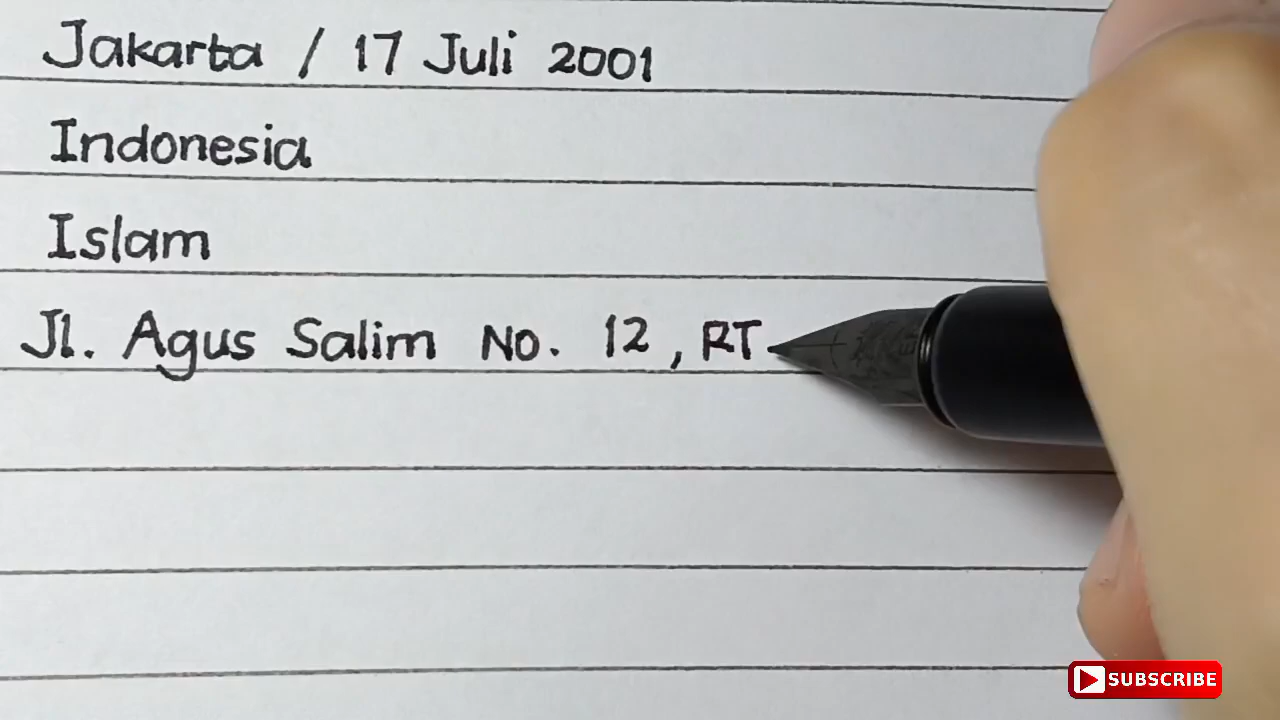 Jakarta / 17 Juli 2001
Indonesia
Islam
Jl. Agus Salim No. 12, RT
SUBSCRIBE